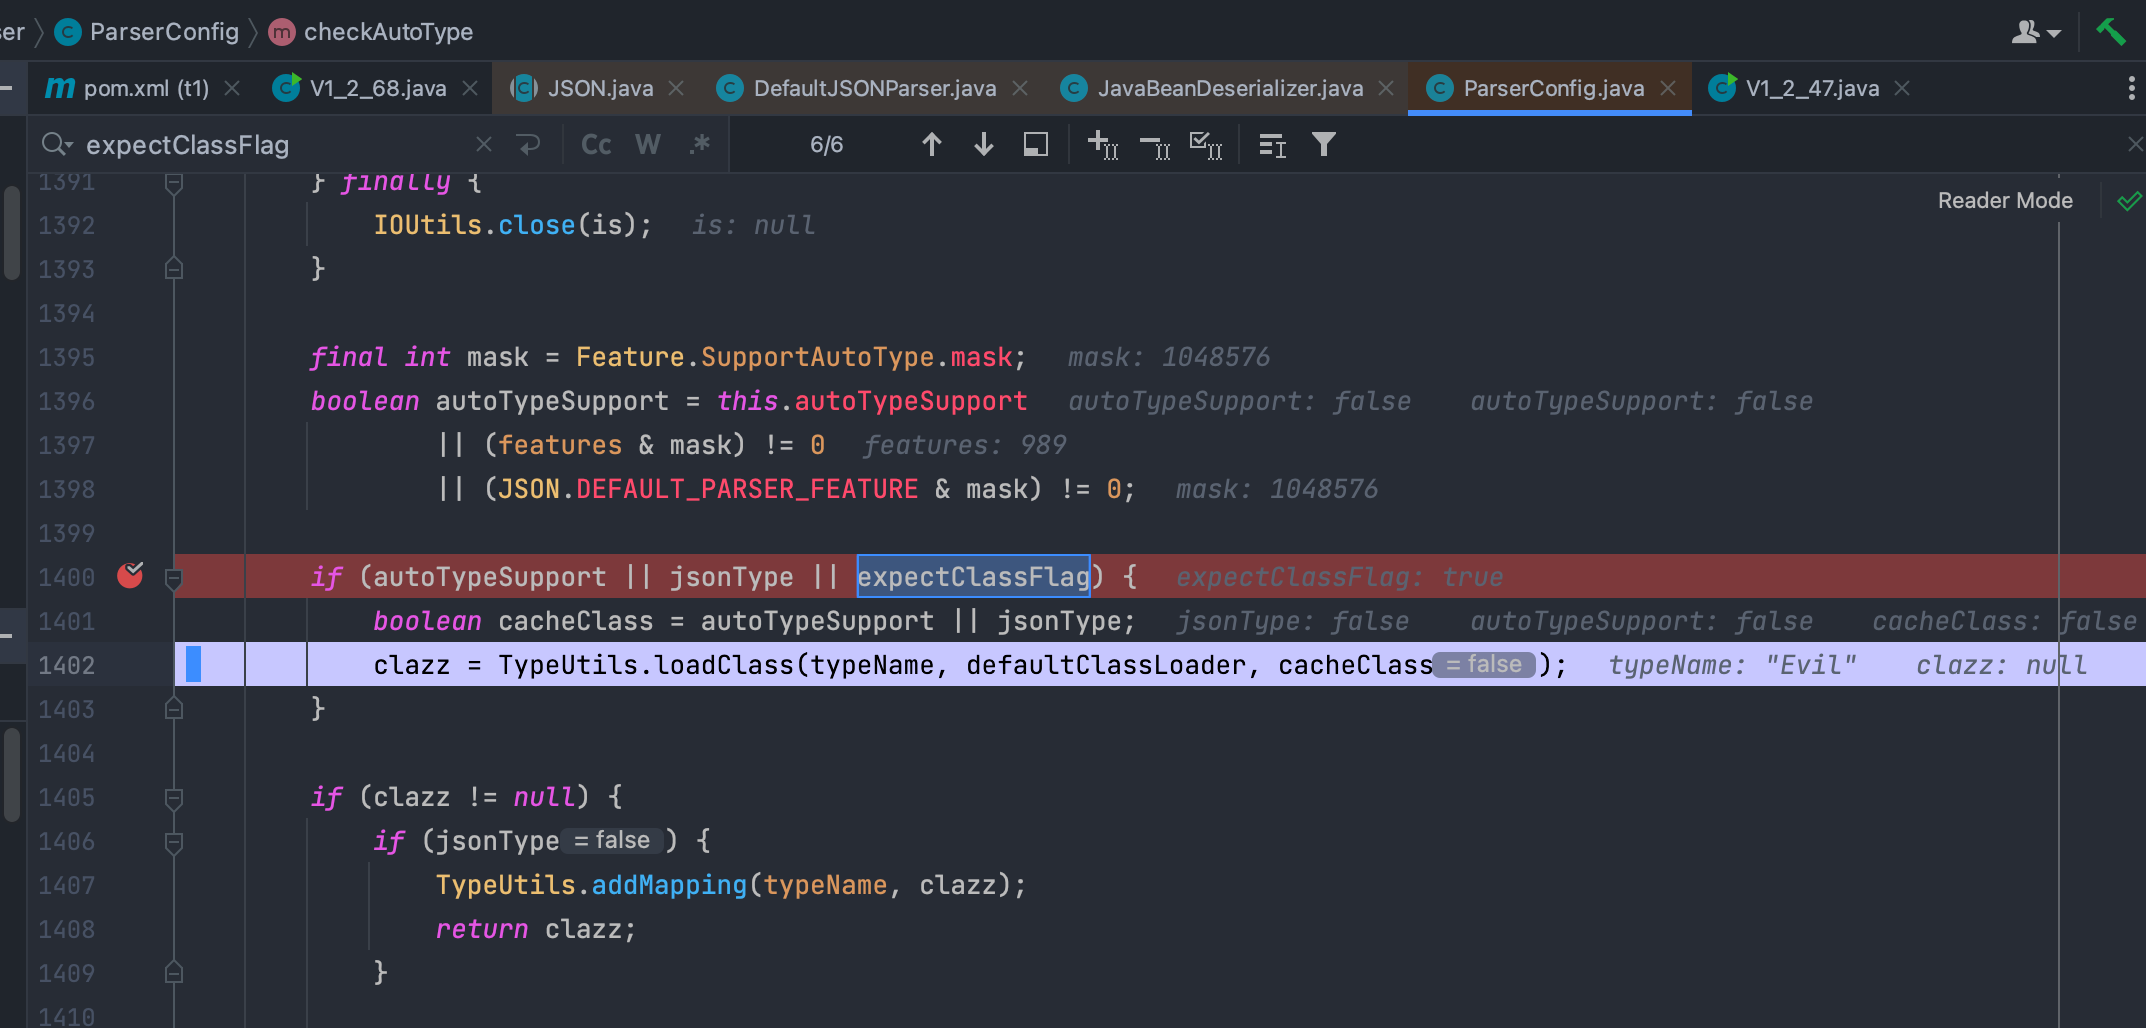 ser ParserConfig checkAutoType
pom.xml (t1) V1_2_68.java JSON.java DefaultJSONParser.java JavaBeanDeserializer.java ParserConfig.java V1_2_47.java
expectClassFlag Cc W .* 6/6
Reader Mode
1391 } finally {
1392 IOUtils.close(is); is: null
1393 }
1394
1395 final int mask = Feature.SupportAutoType.mask; mask: 1048576
1396 boolean autoTypeSupport = this.autoTypeSupport autoTypeSupport: false autoTypeSupport: false
1397 || (features & mask) != 0 features: 989
1398 || (JSON.DEFAULT_PARSER_FEATURE & mask) != 0; mask: 1048576
1399
1400 if (autoTypeSupport || jsonType || expectClassFlag) { expectClassFlag: true
1401 boolean cacheClass = autoTypeSupport || jsonType; jsonType: false autoTypeSupport: false cacheClass: false
1402 clazz = TypeUtils.loadClass(typeName, defaultClassLoader, cacheClass = false ); typeName: "Evil" clazz: null
1403 }
1404
1405 if (clazz != null) {
1406 if (jsonType = false ) {
1407 TypeUtils.addMapping(typeName, clazz);
1408 return clazz;
1409 }
1410